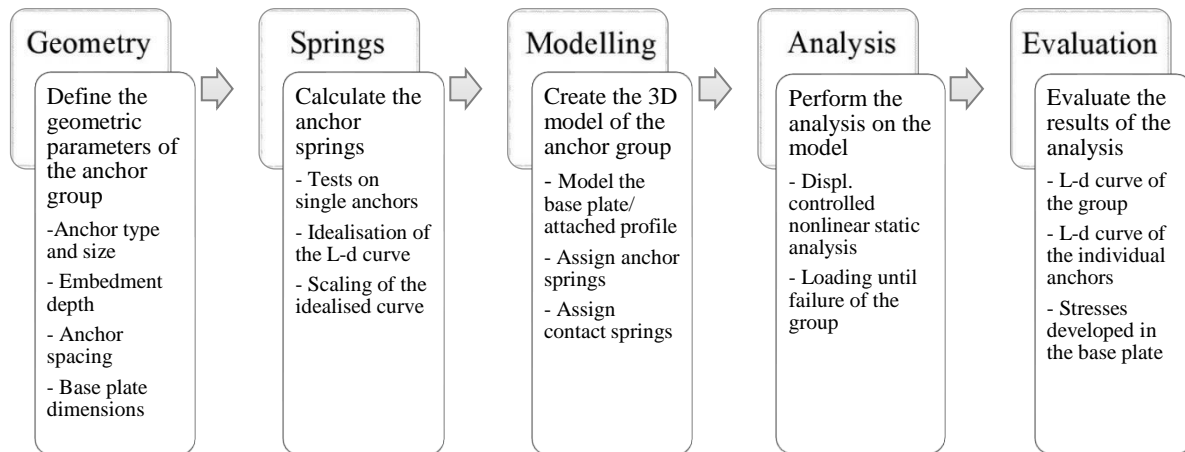 Geometry
Define the
geometric
parameters of
the anchor
group
-Anchor type
and size
- Embedment
depth
- Anchor
spacing
- Base plate
dimensions
Springs
Calculate the
anchor
springs
- Tests on
single anchors
- Idealisation
of the L-d curve
- Scaling of the
idealised curve
Modelling
Create the 3D
model of the
anchor group
- Model the
base plate/
attached profile
- Assign anchor
springs
- Assign
contact springs
Analysis
Perform the
analysis on the
model
- Displ.
controlled
nonlinear static
analysis
- Loading until
failure of the
group
Evaluation
Evaluate the
results of the
analysis
- L-d curve of
the group
- L-d curve of
the individual
anchors
- Stresses
developed in
the base plate